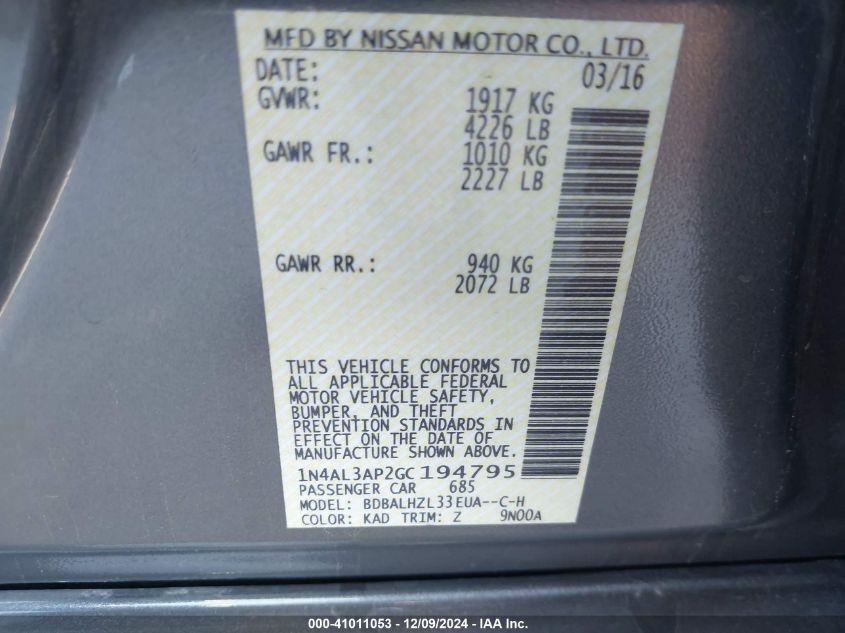 MFD BY NISSAN MOTOR CO., LTD.
DATE: 03/16
GVWR: 1917 KG
4226 LB
GAWR FR.: 1010 KG
2227 LB
GAWR RR.: 940 KG
2072 LB
THIS VEHICLE CONFORMS TO
ALL APPLICABLE FEDERAL
MOTOR VEHICLE SAFETY,
BUMPER, AND THEFT
PREVENTION STANDARDS IN
EFFECT ON THE DATE OF
MANUFACTURE SHOWN ABOVE.
1N4AL3AP2GC194795
PASSENGER CAR 685
MODEL: BDBALHZL33EUA--C-H
COLOR: KAD TRIM: Z 9N00A
000-41011053 - 12/09/2024 - IAA Inc.